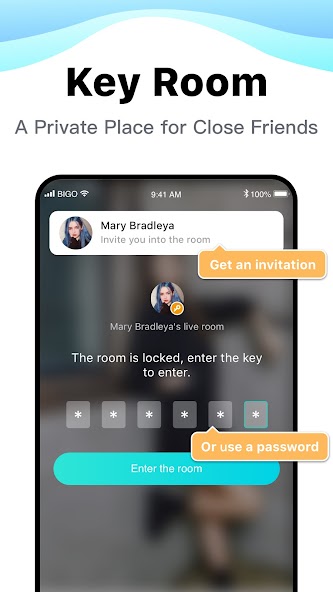 Key Room
A Private Place for Close Friends
BIGO 9:41 AM 100%
Mary Bradleya
Invite you into the room
Get an invitation
Mary Bradleya's live room
The room is locked, enter the key
to enter.
* * * * * *
Or use a password
Enter the room